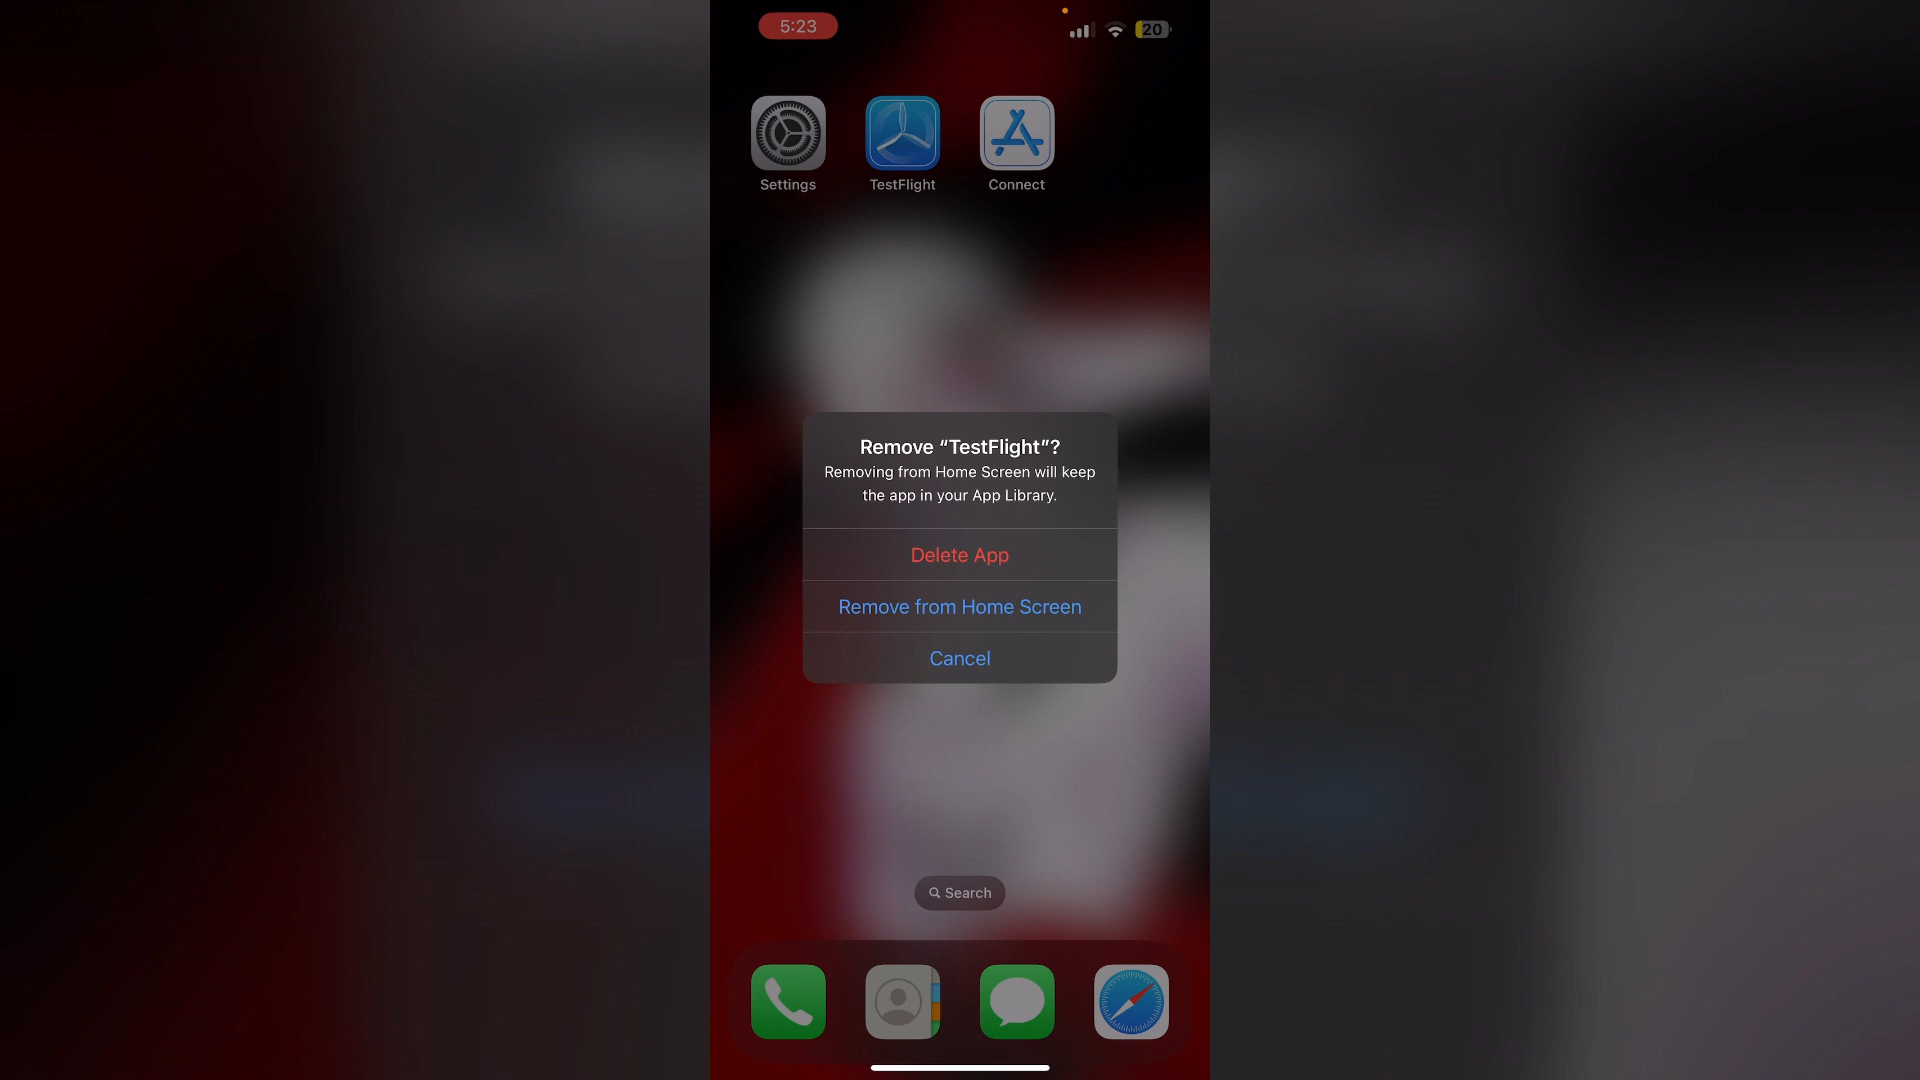 5:23
20
Settings
TestFlight
Connect
Remove “TestFlight”?
Removing from Home Screen will keep
the app in your App Library.
Delete App
Remove from Home Screen
Cancel
Search